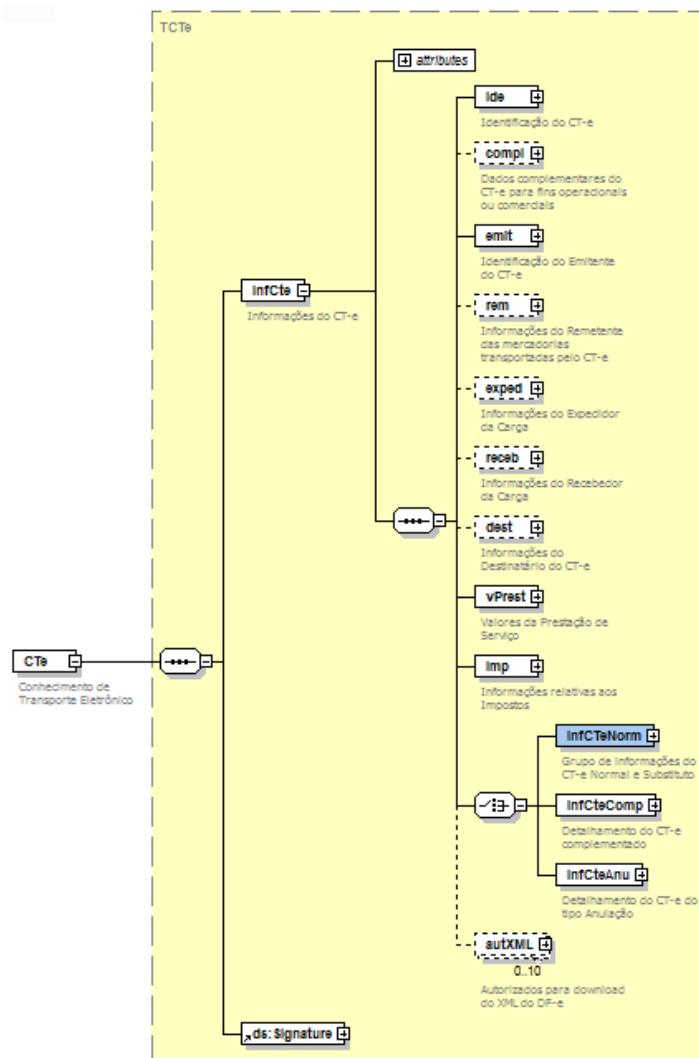 TCTe
attributes
ide
Identificação do CT-e
compl
Dados complementares do
CT-e para fins operacionais
ou comerciais
emit
Identificação do Emitente
do CT-e
infCte
Informações do CT-e
rem
Informações do Remetente
das mercadorias
transportadas pelo CT-e
exped
Informações do Expedidor
da Carga
receb
Informações do Recebedor
da Carga
dest
Informações do
Destinatário do CT-e
vPrest
Valores da Prestação de
Serviço
CTe
Conhecimento de
Transporte Eletrônico
imp
Informações relativas aos
Impostos
infCTeNorm
Grupo de informações do
CT-e Normal e Substituto
infCteComp
Detalhamento do CT-e
complementado
infCteAnu
Detalhamento do CT-e do
tipo Anulação
autXML
0..10
Autorizados para download
do XML do DF-e
ds:Signature